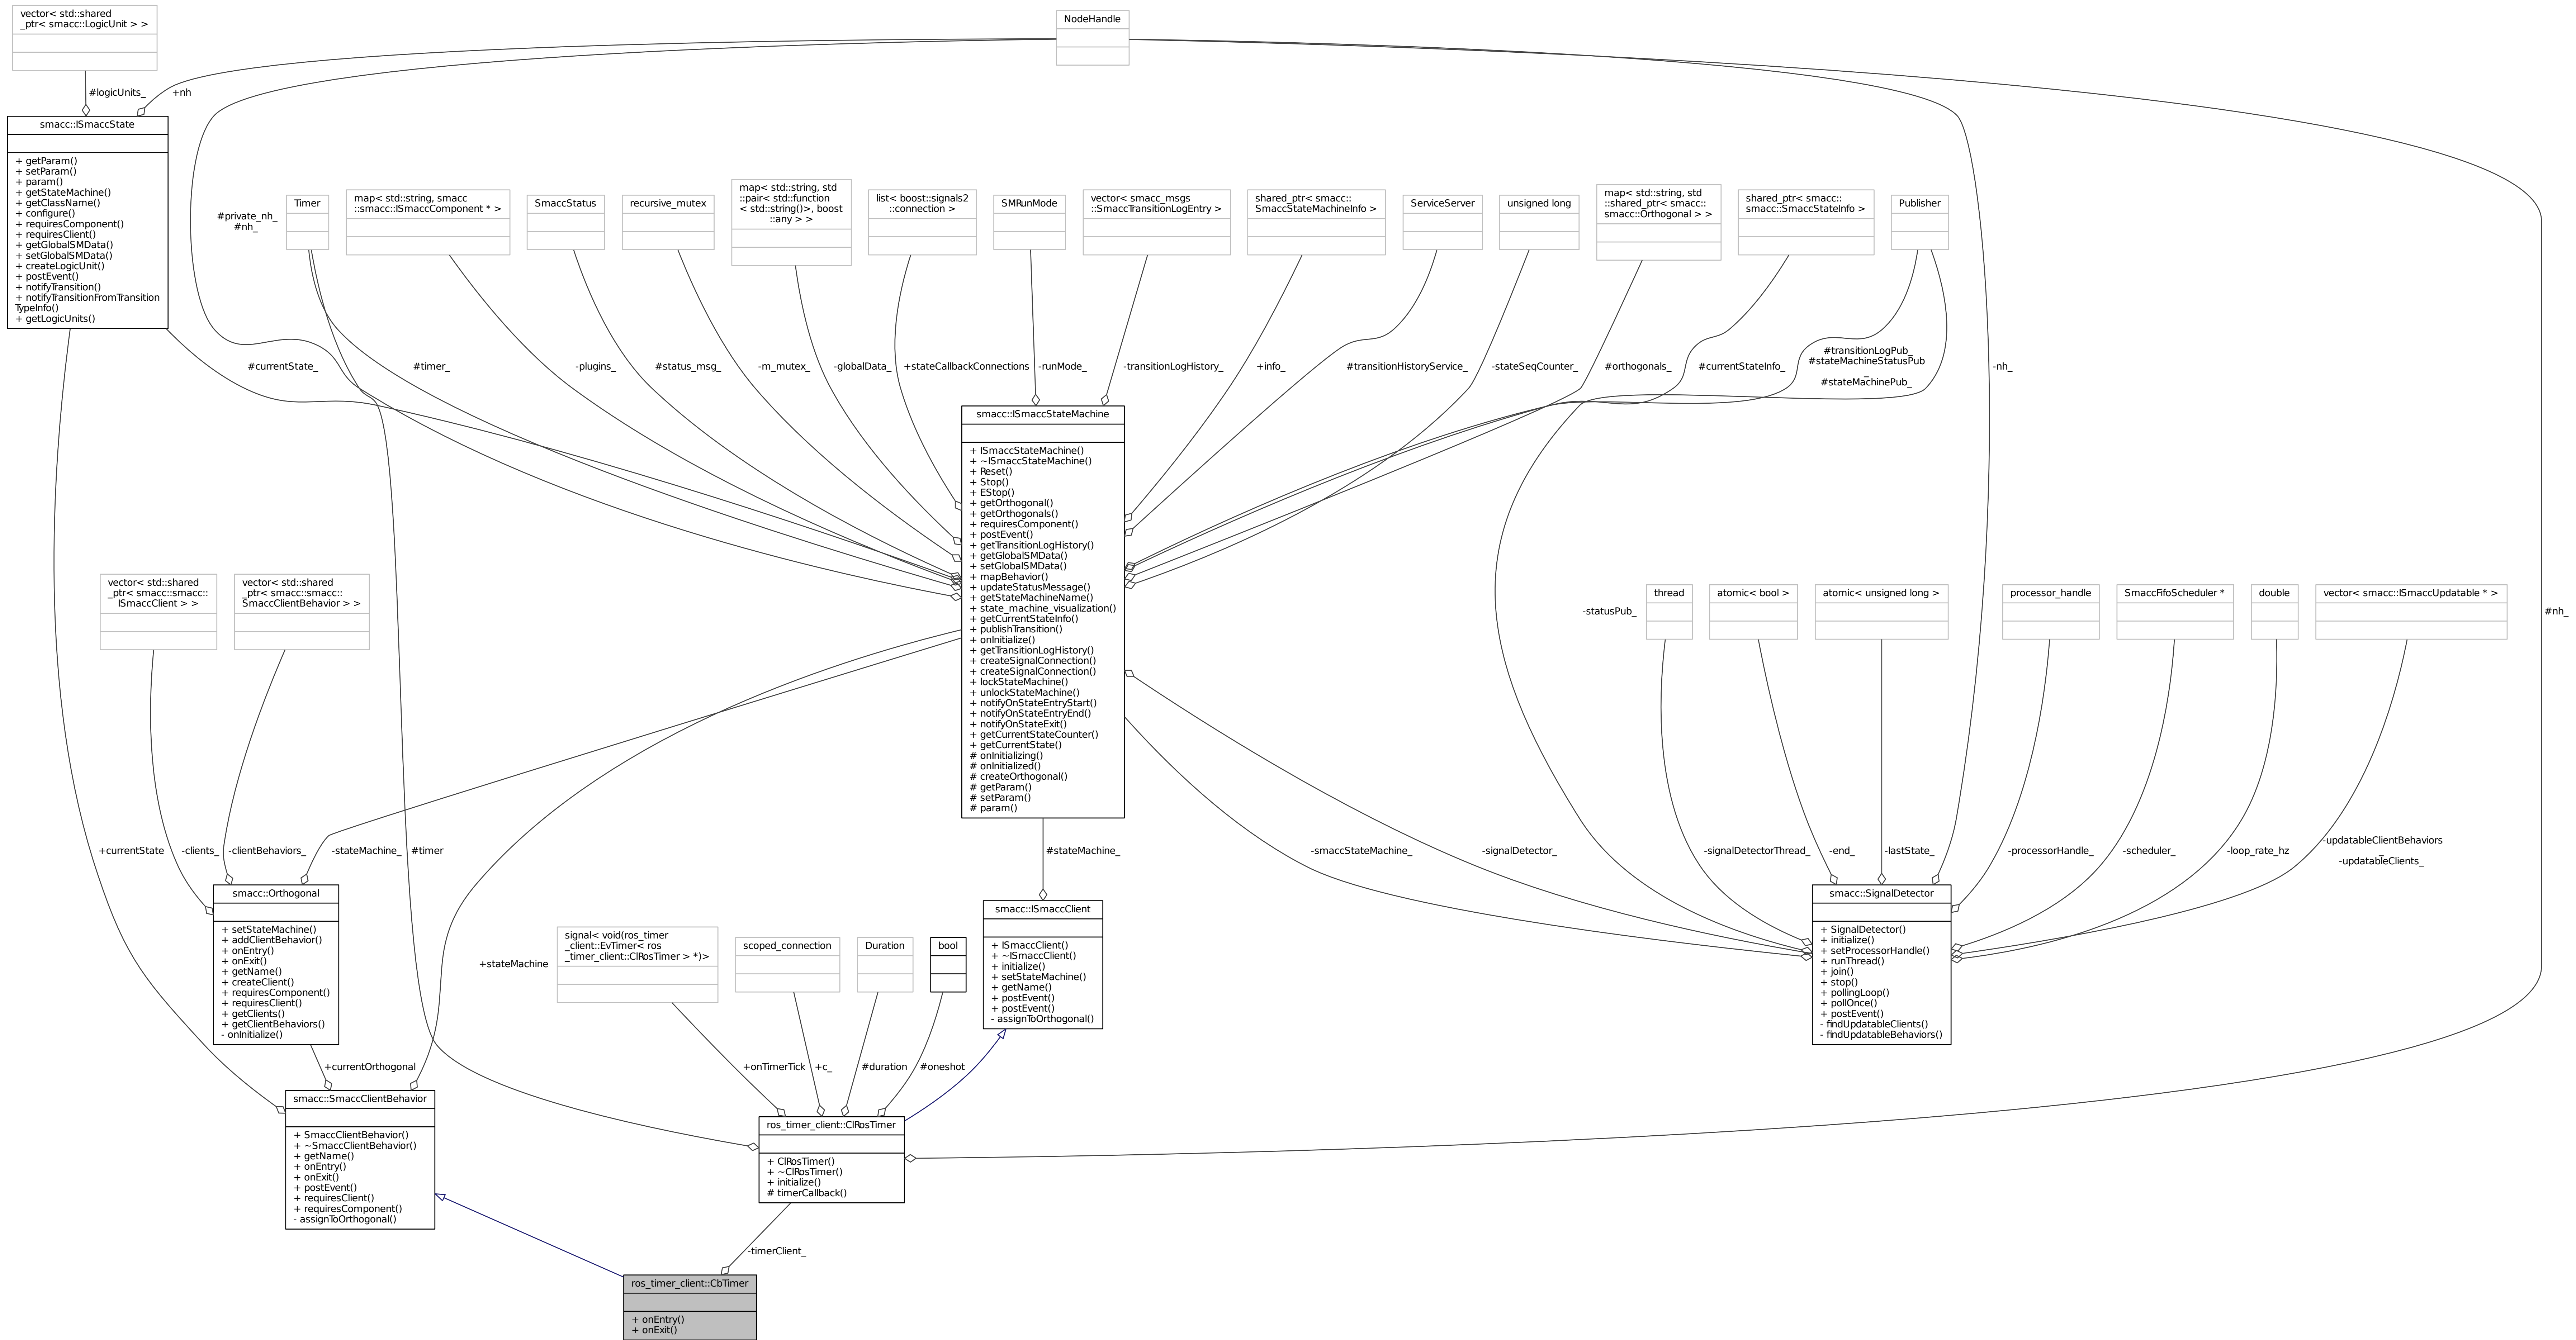 vector< std::shared
_ptr< smacc::LogicUnit > >
NodeHandle
#logicUnits_
+nh
smacc::ISmaccState
+ getParam()
+ setParam()
+ param()
+ getStateMachine()
+ getClassName()
+ configure()
+ requiresComponent()
+ requiresClient()
+ getGlobalSMData()
+ setGlobalSMData()
+ createLogicUnit()
+ postEvent()
+ notifyTransition()
+ notifyTransitionFromTransition
TypeInfo()
+ getLogicUnits()
#private_nh_
#nh_
Timer
map< std::string, smacc
::smacc::ISmaccComponent * >
SmaccStatus
recursive_mutex
map< std::string, std
::pair< std::function
< std::string()>, boost
::any > >
list< boost::signals2
::connection >
SMRunMode
vector< smacc_msgs
::SmaccTransitionLogEntry >
shared_ptr< smacc::
SmaccStateMachineInfo >
ServiceServer
unsigned long
map< std::string, std
::shared_ptr< smacc::
smacc::Orthogonal > >
shared_ptr< smacc::
smacc::SmaccStateInfo >
Publisher
#currentState_
#timer_
-plugins_
#status_msg_
-m_mutex_
-globalData_
+stateCallbackConnections
-runMode_
-transitionLogHistory_
+info_
#transitionHistoryService_
-stateSeqCounter_
#orthogonals_
#currentStateInfo_
#transitionLogPub_
#stateMachineStatusPub
_
#stateMachinePub_
-nh_
smacc::ISmaccStateMachine
+ ISmaccStateMachine()
+ ~ISmaccStateMachine()
+ Reset()
+ Stop()
+ EStop()
+ getOrthogonal()
+ getOrthogonals()
+ requiresComponent()
+ postEvent()
+ getTransitionLogHistory()
+ getGlobalSMData()
+ setGlobalSMData()
+ mapBehavior()
+ updateStatusMessage()
+ getStateMachineName()
+ state_machine_visualization()
+ getCurrentStateInfo()
+ publishTransition()
+ onInitialize()
+ getTransitionLogHistory()
+ createSignalConnection()
+ createSignalConnection()
+ lockStateMachine()
+ unlockStateMachine()
+ notifyOnStateEntryStart()
+ notifyOnStateEntryEnd()
+ notifyOnStateExit()
+ getCurrentStateCounter()
+ getCurrentState()
# onInitializing()
# onInitialized()
# createOrthogonal()
# getParam()
# setParam()
# param()
vector< std::shared
_ptr< smacc::smacc::
ISmaccClient > >
vector< std::shared
_ptr< smacc::smacc::
SmaccClientBehavior > >
-statusPub_
thread
atomic< bool >
atomic< unsigned long >
processor_handle
SmaccFifoScheduler *
double
vector< smacc::ISmaccUpdatable * >
#nh_
+currentState
-clients_
-clientBehaviors_
-stateMachine_
#timer
#stateMachine_
-smaccStateMachine_
-signalDetector_
-signalDetectorThread_
-end_
-lastState_
-processorHandle_
-scheduler_
-loop_rate_hz
-updatableClientBehaviors
_
-updatableClients_
smacc::Orthogonal
+ setStateMachine()
+ addClientBehavior()
+ onEntry()
+ onExit()
+ getName()
+ createClient()
+ requiresComponent()
+ requiresClient()
+ getClients()
+ getClientBehaviors()
- onInitialize()
+stateMachine
signal< void(ros_timer
_client::EvTimer< ros
_timer_client::ClRosTimer > *)>
scoped_connection
Duration
bool
smacc::ISmaccClient
+ ISmaccClient()
+ ~ISmaccClient()
+ initialize()
+ setStateMachine()
+ getName()
+ postEvent()
+ postEvent()
- assignToOrthogonal()
smacc::SignalDetector
+ SignalDetector()
+ initialize()
+ setProcessorHandle()
+ runThread()
+ join()
+ stop()
+ pollingLoop()
+ pollOnce()
+ postEvent()
- findUpdatableClients()
- findUpdatableBehaviors()
+currentOrthogonal
+onTimerTick
+c_
#duration
#oneshot
smacc::SmaccClientBehavior
+ SmaccClientBehavior()
+ ~SmaccClientBehavior()
+ getName()
+ onEntry()
+ onExit()
+ postEvent()
+ requiresClient()
+ requiresComponent()
- assignToOrthogonal()
ros_timer_client::ClRosTimer
+ ClRosTimer()
+ ~ClRosTimer()
+ initialize()
# timerCallback()
-timerClient_
ros_timer_client::CbTimer
+ onEntry()
+ onExit()